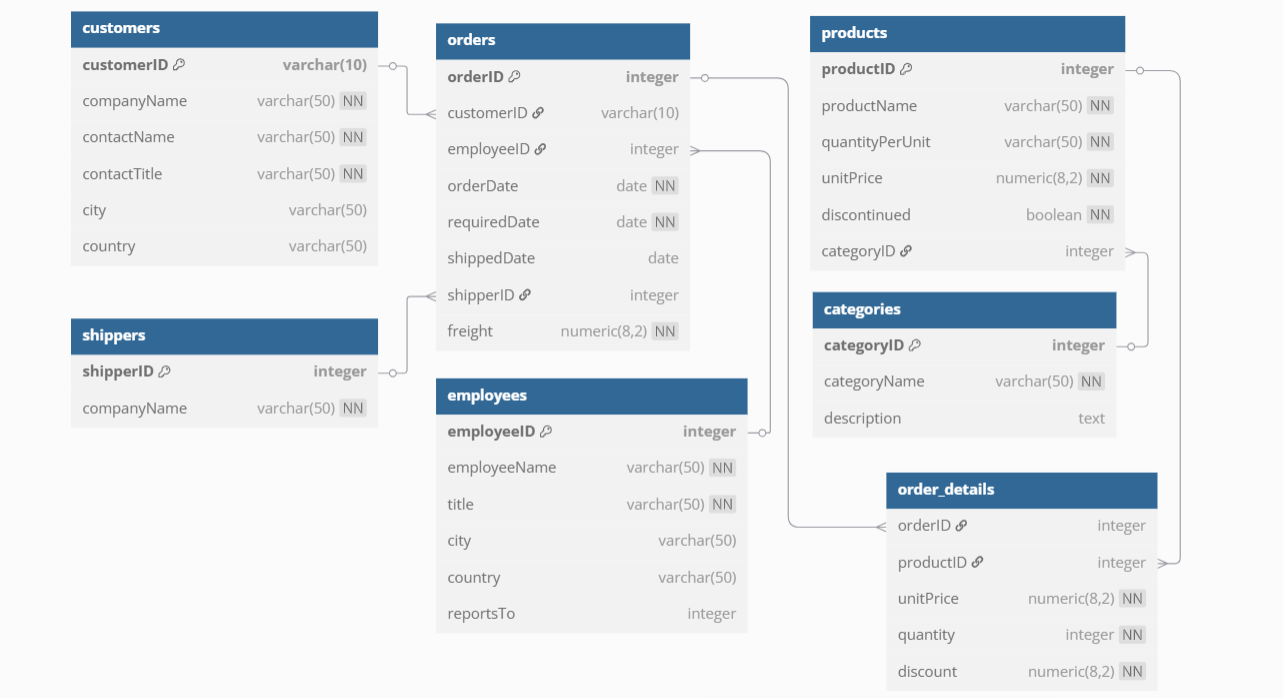 customers
customerID varchar(10)
companyName varchar(50) NN
contactName varchar(50) NN
contactTitle varchar(50) NN
city varchar(50)
country varchar(50)
shippers
shipperID integer
companyName varchar(50) NN
orders
orderID integer
customerID varchar(10)
employeeID integer
orderDate date NN
requiredDate date NN
shippedDate date
shipperID integer
freight numeric(8,2) NN
employees
employeeID integer
employeeName varchar(50) NN
title varchar(50) NN
city varchar(50)
country varchar(50)
reportsTo integer
products
productID integer
productName varchar(50) NN
quantityPerUnit varchar(50) NN
unitPrice numeric(8,2) NN
discontinued boolean NN
categoryID integer
categories
categoryID integer
categoryName varchar(50) NN
description text
order_details
orderID integer
productID integer
unitPrice numeric(8,2) NN
quantity integer NN
discount numeric(8,2) NN